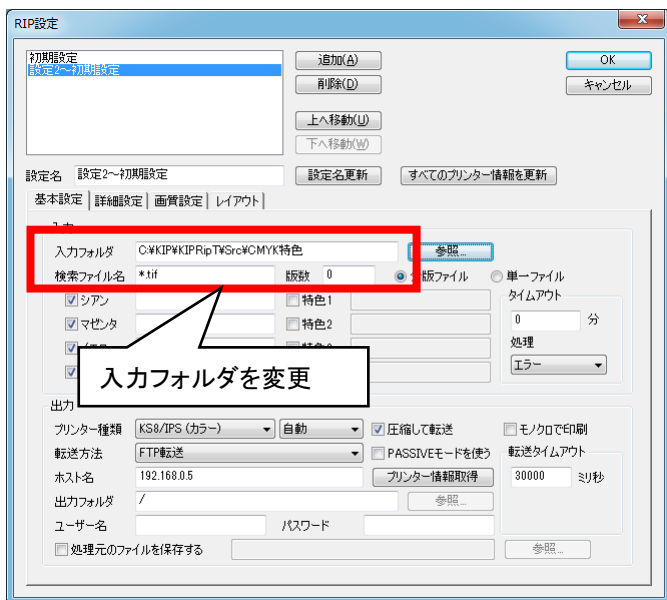 RIP設定
初期設定
設定2～初期設定
追加(A)
削除(D)
上へ移動(U)
下へ移動(W)
OK
キャンセル
設定名 設定2～初期設定 設定名更新 すべてのプリンター情報を更新
基本設定 詳細設定 画質設定 レイアウト
入力フォルダ C:¥KIP¥KIPRipT¥Src¥CMYK特色 参照...
検索ファイル名 *.tif 版数 0 版ファイル 単一ファイル
シアン 特色1 タイムアウト
マゼンタ 特色2 0 分
処理
エラー
入力フォルダを変更
出力
プリンター種類 KS8/IPS (カラー) 自動 圧縮して転送 モノクロで印刷
転送方法 FTP転送 PASSIVEモードを使う 転送タイムアウト
ホスト名 192.168.0.5 プリンター情報取得 30000 ミリ秒
出力フォルダ / 参照...
ユーザー名 パスワード
処理元のファイルを保存する 参照...